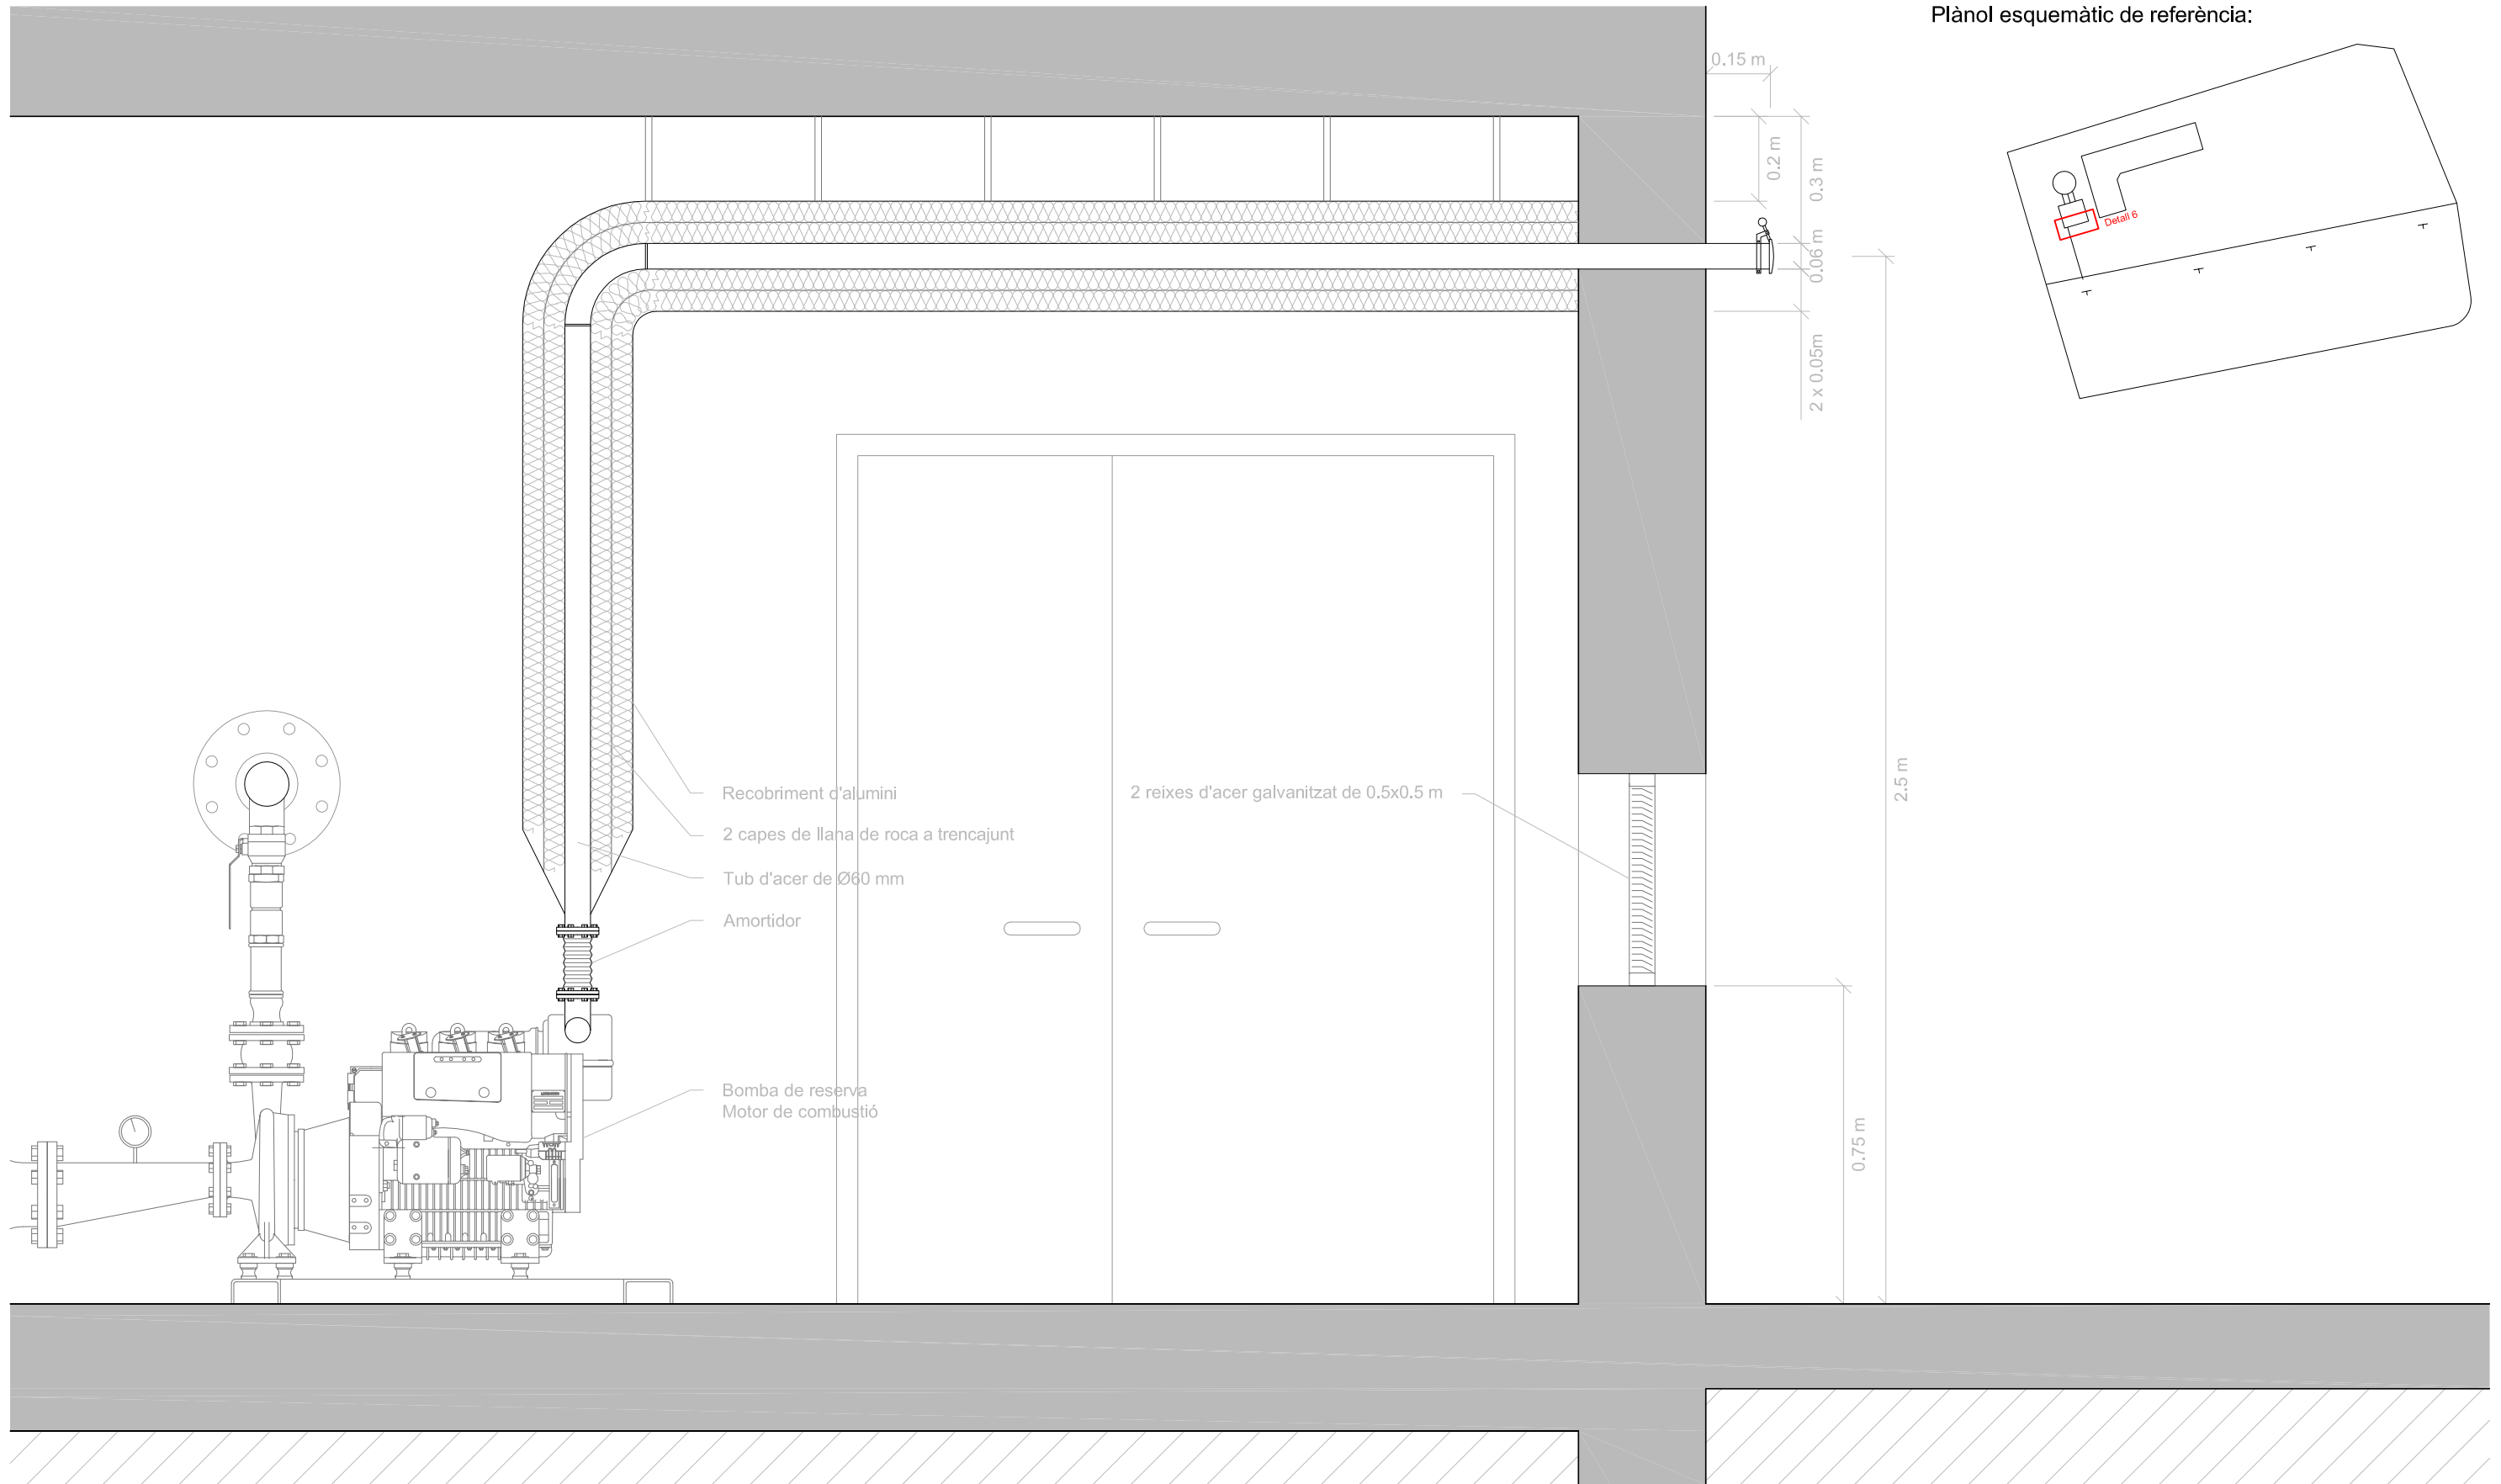 Plànol esquemàtic de referència:
0.15 m
0.2 m
0.3 m
0.06 m
2 x 0.05m
Detall 6
2.5 m
0.75 m
Recobriment d'alumini
2 capes de llana de roca a trencajunt
Tub d'acer de Ø60 mm
Amortidor
2 reixes d'acer galvanitzat de 0.5x0.5 m
Bomba de reserva
Motor de combustió